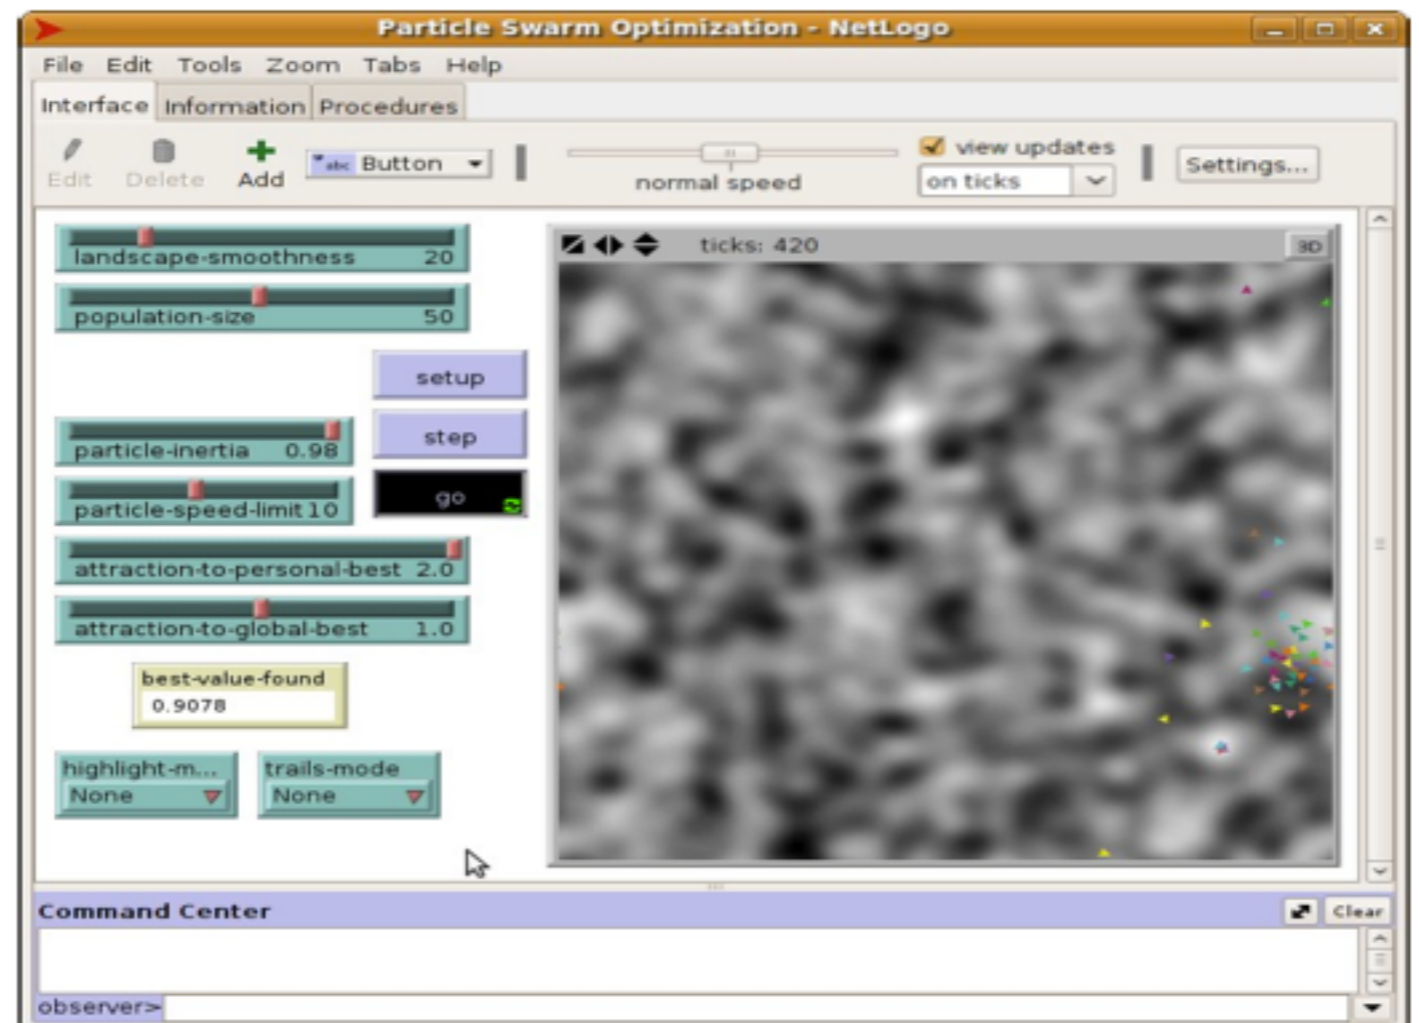 Particle Swarm Optimization - NetLogo
File Edit Tools Zoom Tabs Help
Interface Information Procedures
Edit Delete Add abc Button normal speed view updates on ticks Settings...
landscape-smoothness 20
population-size 50
setup
step
go
particle-inertia 0.98
particle-speed-limit 10
attraction-to-personal-best 2.0
attraction-to-global-best 1.0
best-value-found
0.9078
highlight-m...
None
trails-mode
None
ticks: 420 3D
Command Center Clear
observer>